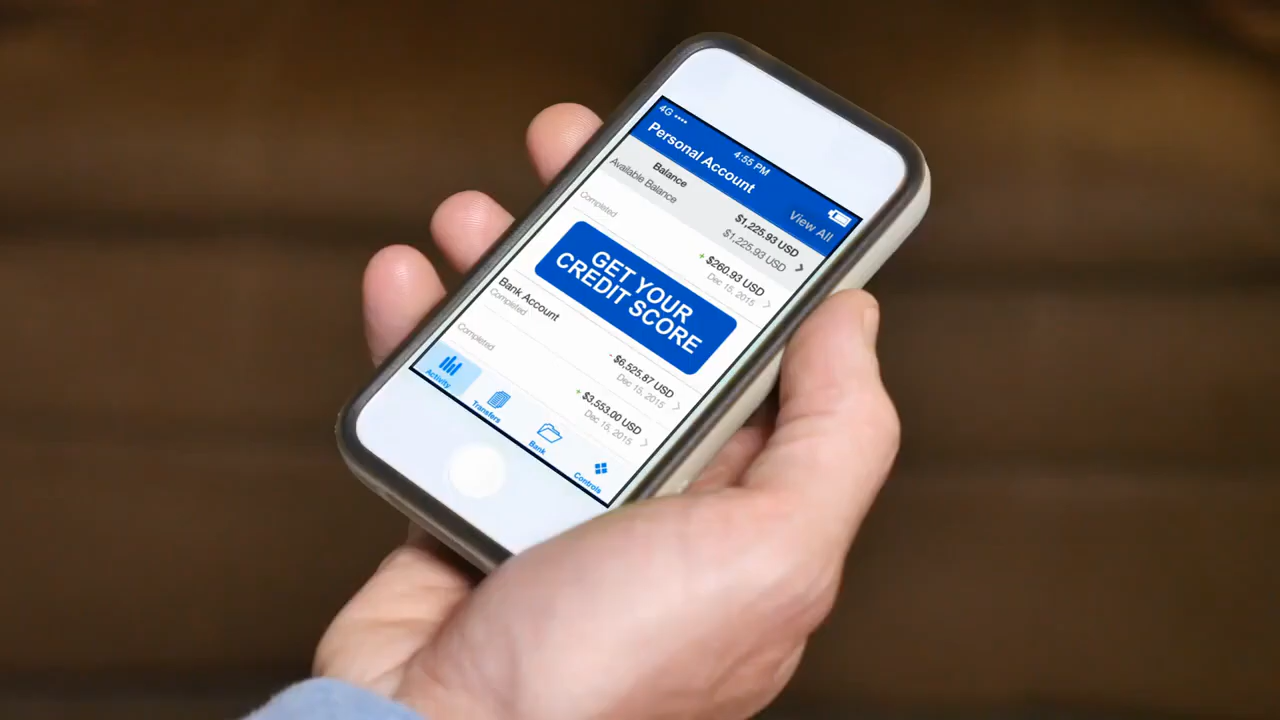 4G
4:55 PM
Personal Account
View All
Balance
$1,225.93 USD
Available Balance
$1,225.93 USD
Completed
+ $260.93 USD
Dec 15, 2015
GET YOUR
CREDIT SCORE
Bank Account
- $6,525.87 USD
Completed
Dec 15, 2015
+ $3,553.00 USD
Completed
Dec 15, 2015
Activity
Transfers
Bank
Controls